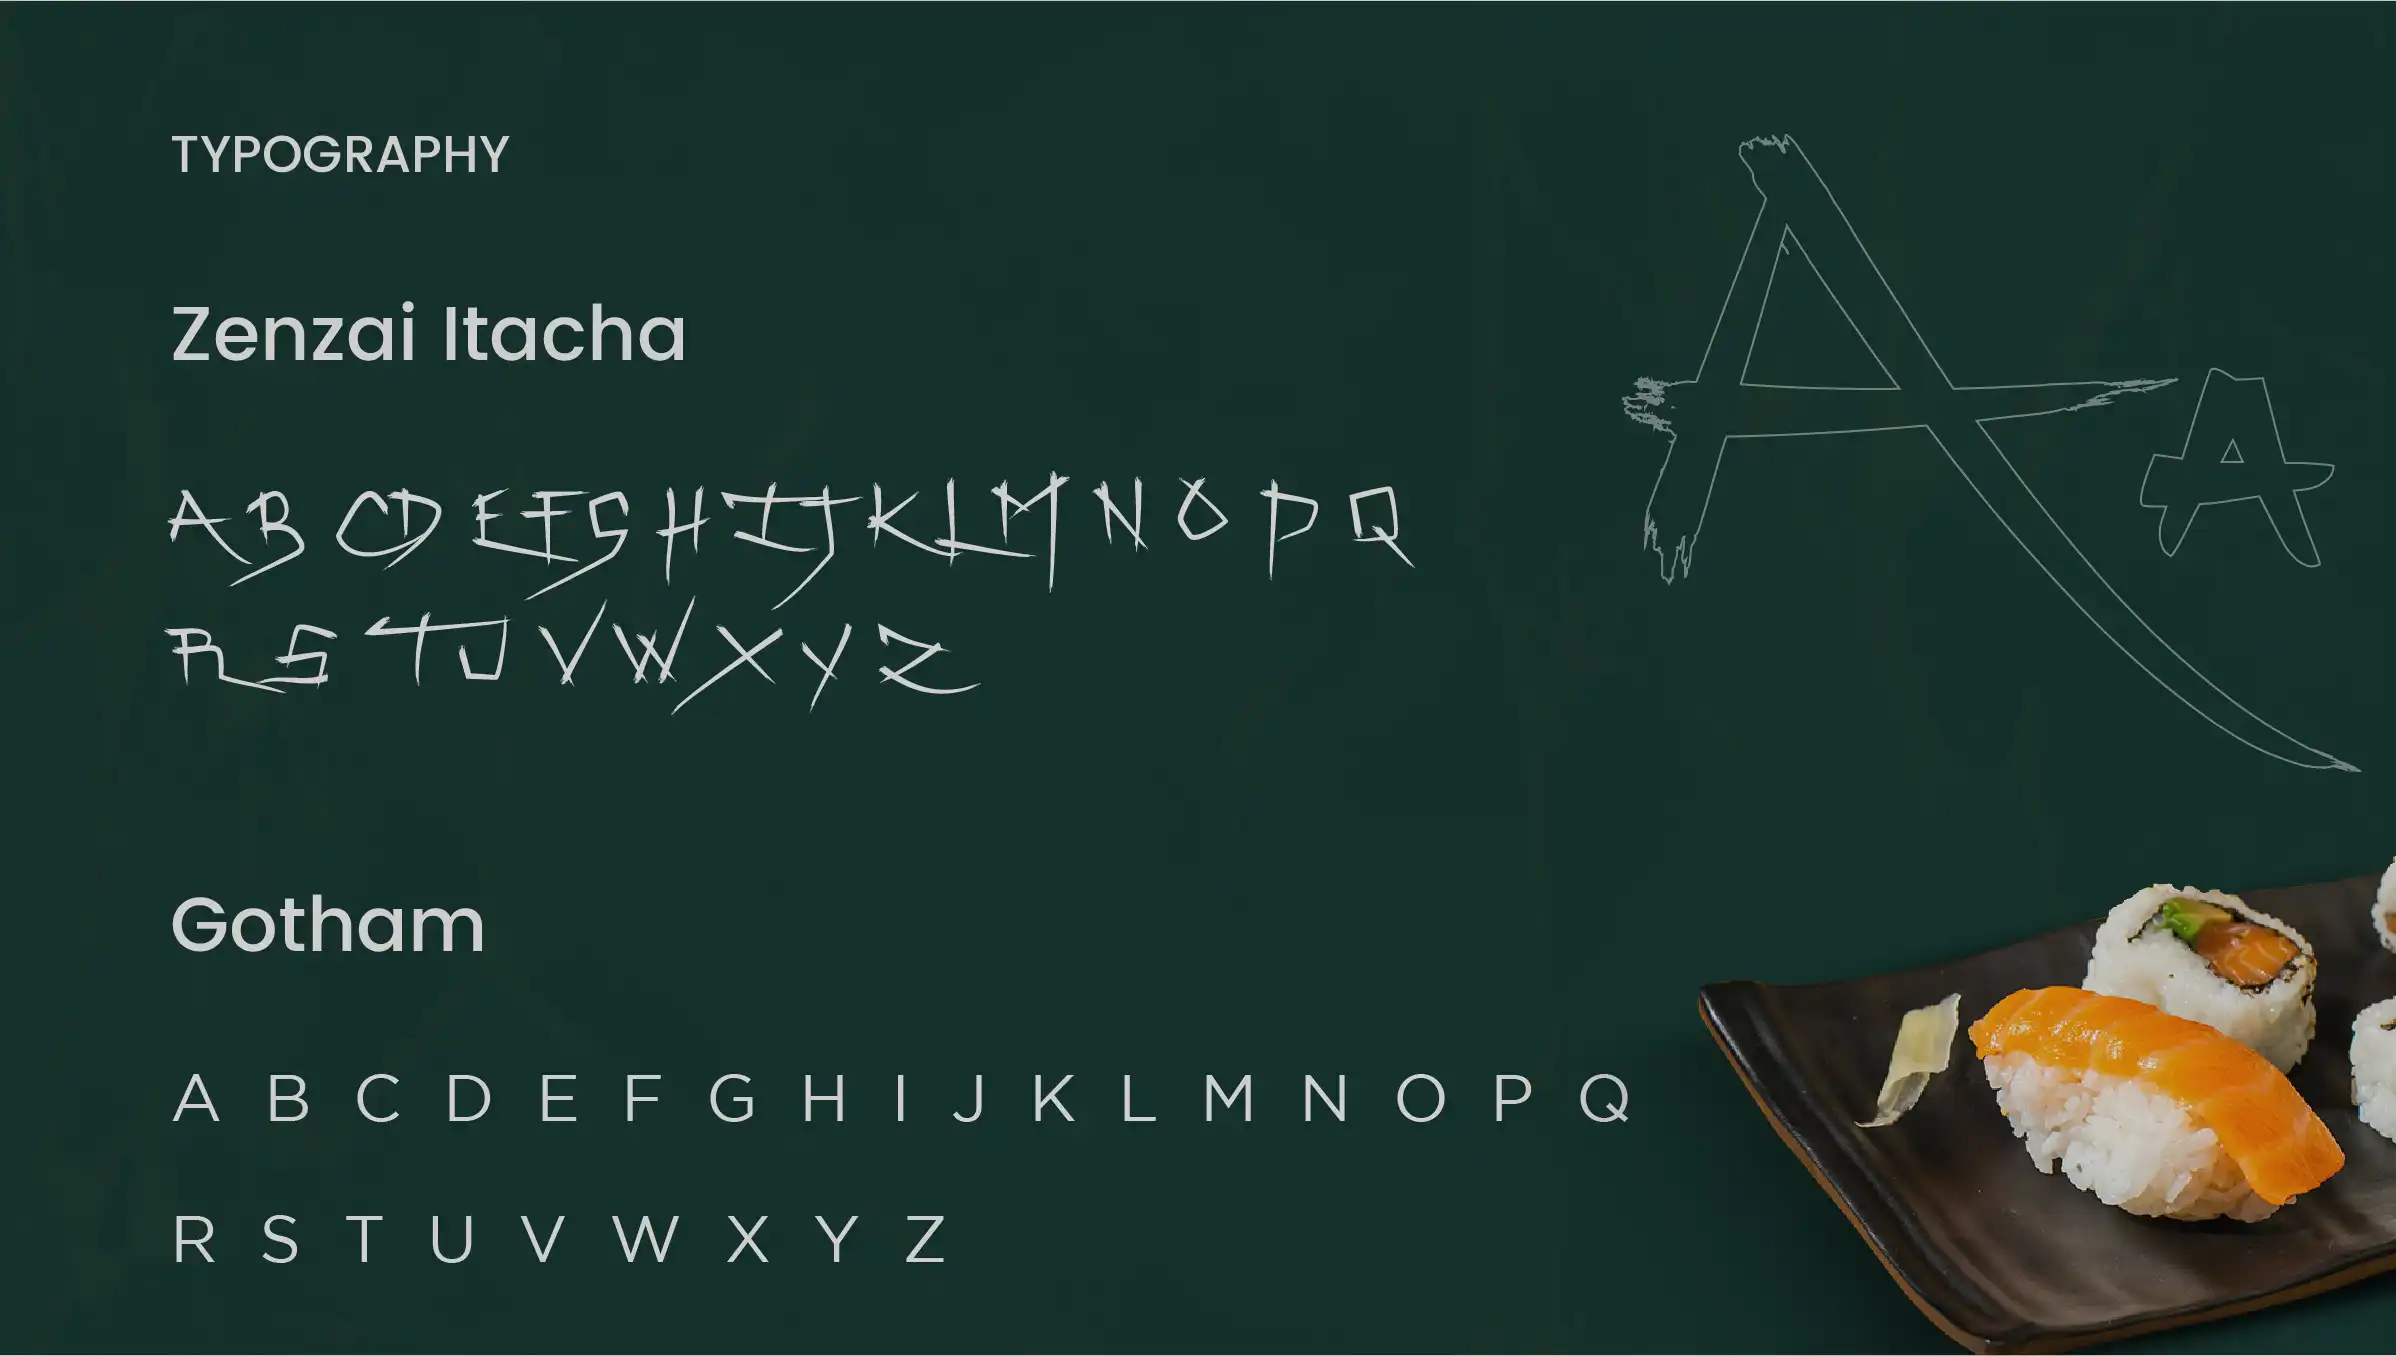 TYPOGRAPHY
Zenzai Itacha
A B C D E F G H I J K L M N O P Q
R S T U V W X Y Z
A a
Gotham
A B C D E F G H I J K L M N O P Q
R S T U V W X Y Z